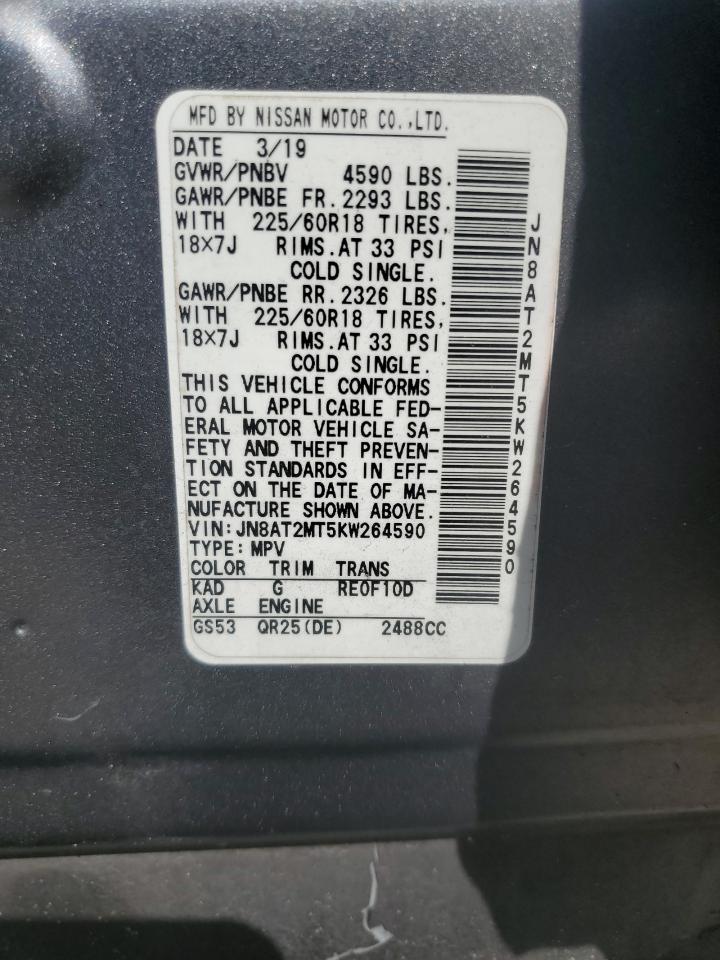 MFD BY NISSAN MOTOR CO.,LTD.
DATE 3/19
GVWR/PNBV 4590 LBS.
GAWR/PNBE FR. 2293 LBS.
WITH 225/60R18 TIRES,
18X7J RIMS.AT 33 PSI
COLD SINGLE.
GAWR/PNBE RR. 2326 LBS.
WITH 225/60R18 TIRES,
18X7J RIMS.AT 33 PSI
COLD SINGLE.
THIS VEHICLE CONFORMS
TO ALL APPLICABLE FED-
ERAL MOTOR VEHICLE SA-
FETY AND THEFT PREVEN-
TION STANDARDS IN EFF-
ECT ON THE DATE OF MA-
NUFACTURE SHOWN ABOVE.
VIN:JN8AT2MT5KW264590
TYPE:MPV
COLOR TRIM TRANS
KAD G RE0F10D
AXLE ENGINE
GS53 QR25(DE) 2488CC
JN8AT2MT5KW264590